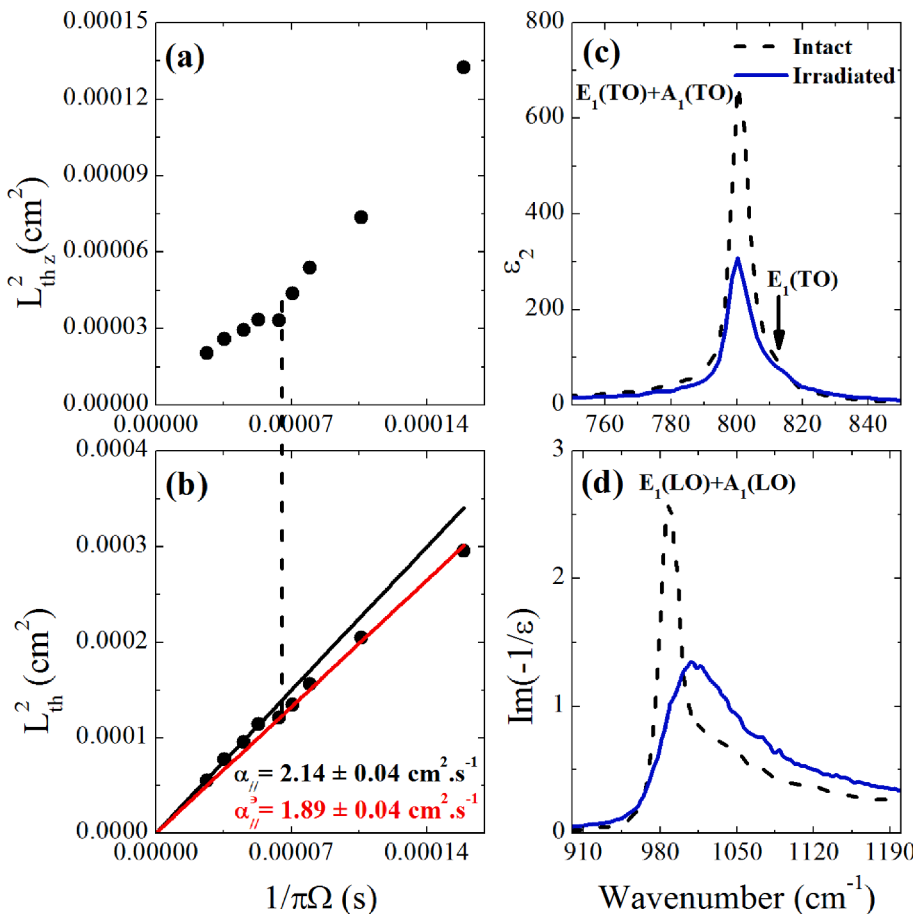 (a)
0.00015
0.00012
0.00009
0.00006
0.00003
0.00000
L²th z (cm²)
0.00000 0.00007 0.00014
(b)
0.0004
0.0003
0.0002
0.0001
0.0000
L²th (cm²)
α// = 2.14 ± 0.04 cm².s⁻¹
α϶// = 1.89 ± 0.04 cm².s⁻¹
0.00000 0.00007 0.00014
1/πΩ (s)
(c)
Intact
Irradiated
E₁(TO)+A₁(TO)
E₁(TO)
800
600
400
200
0
ε₂
760 780 800 820 840
(d)
E₁(LO)+A₁(LO)
3
2
1
0
Im(-1/ε)
910 980 1050 1120 1190
Wavenumber (cm⁻¹)